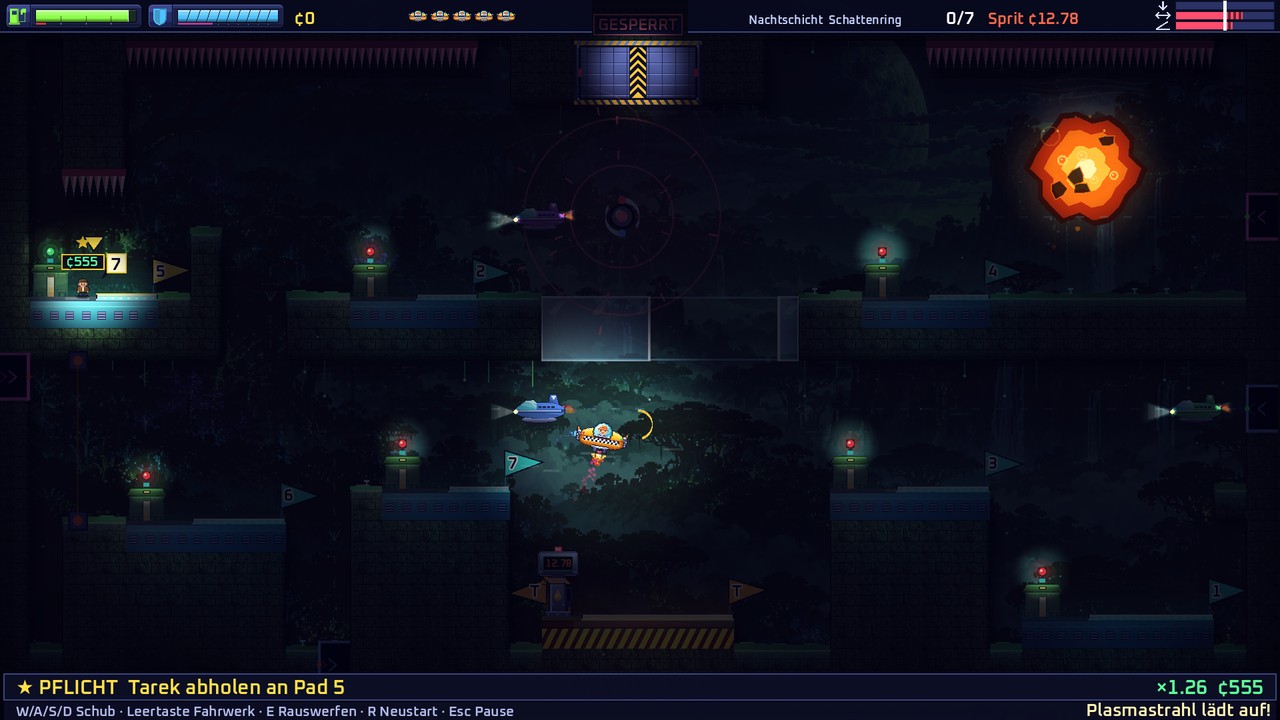 ₵0
Nachtschicht Schattenring
0/7
Sprit ₵12.78
GESPERRT
₵555
7
5
2
4
7
3
6
12.78
T
T
1
★ PFLICHT Tarek abholen an Pad 5
×1.26 ₵555
W/A/S/D Schub · Leertaste Fahrwerk · E Rauswerfen · R Neustart · Esc Pause
Plasmastrahl lädt auf!